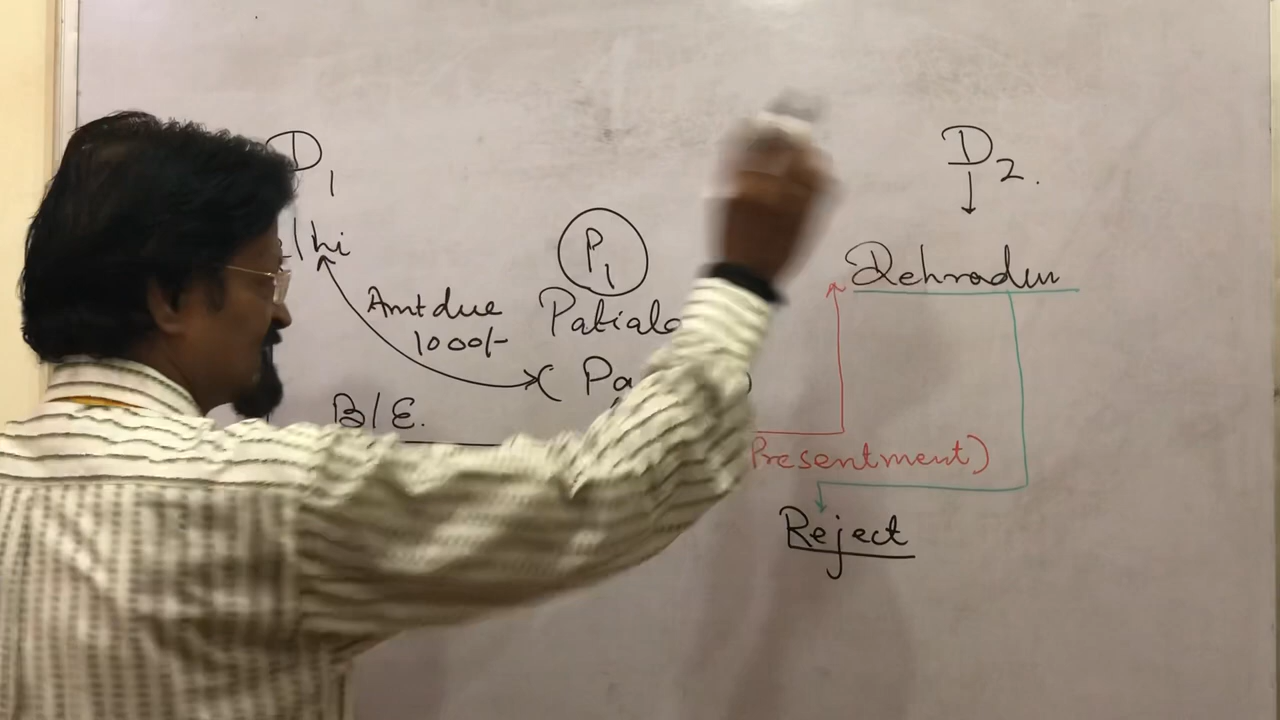 D1
lhi
Amt due
1000/-
B/E.
P1
Patiala
( Pa
D2.
Dehradun
Presentment)
Reject